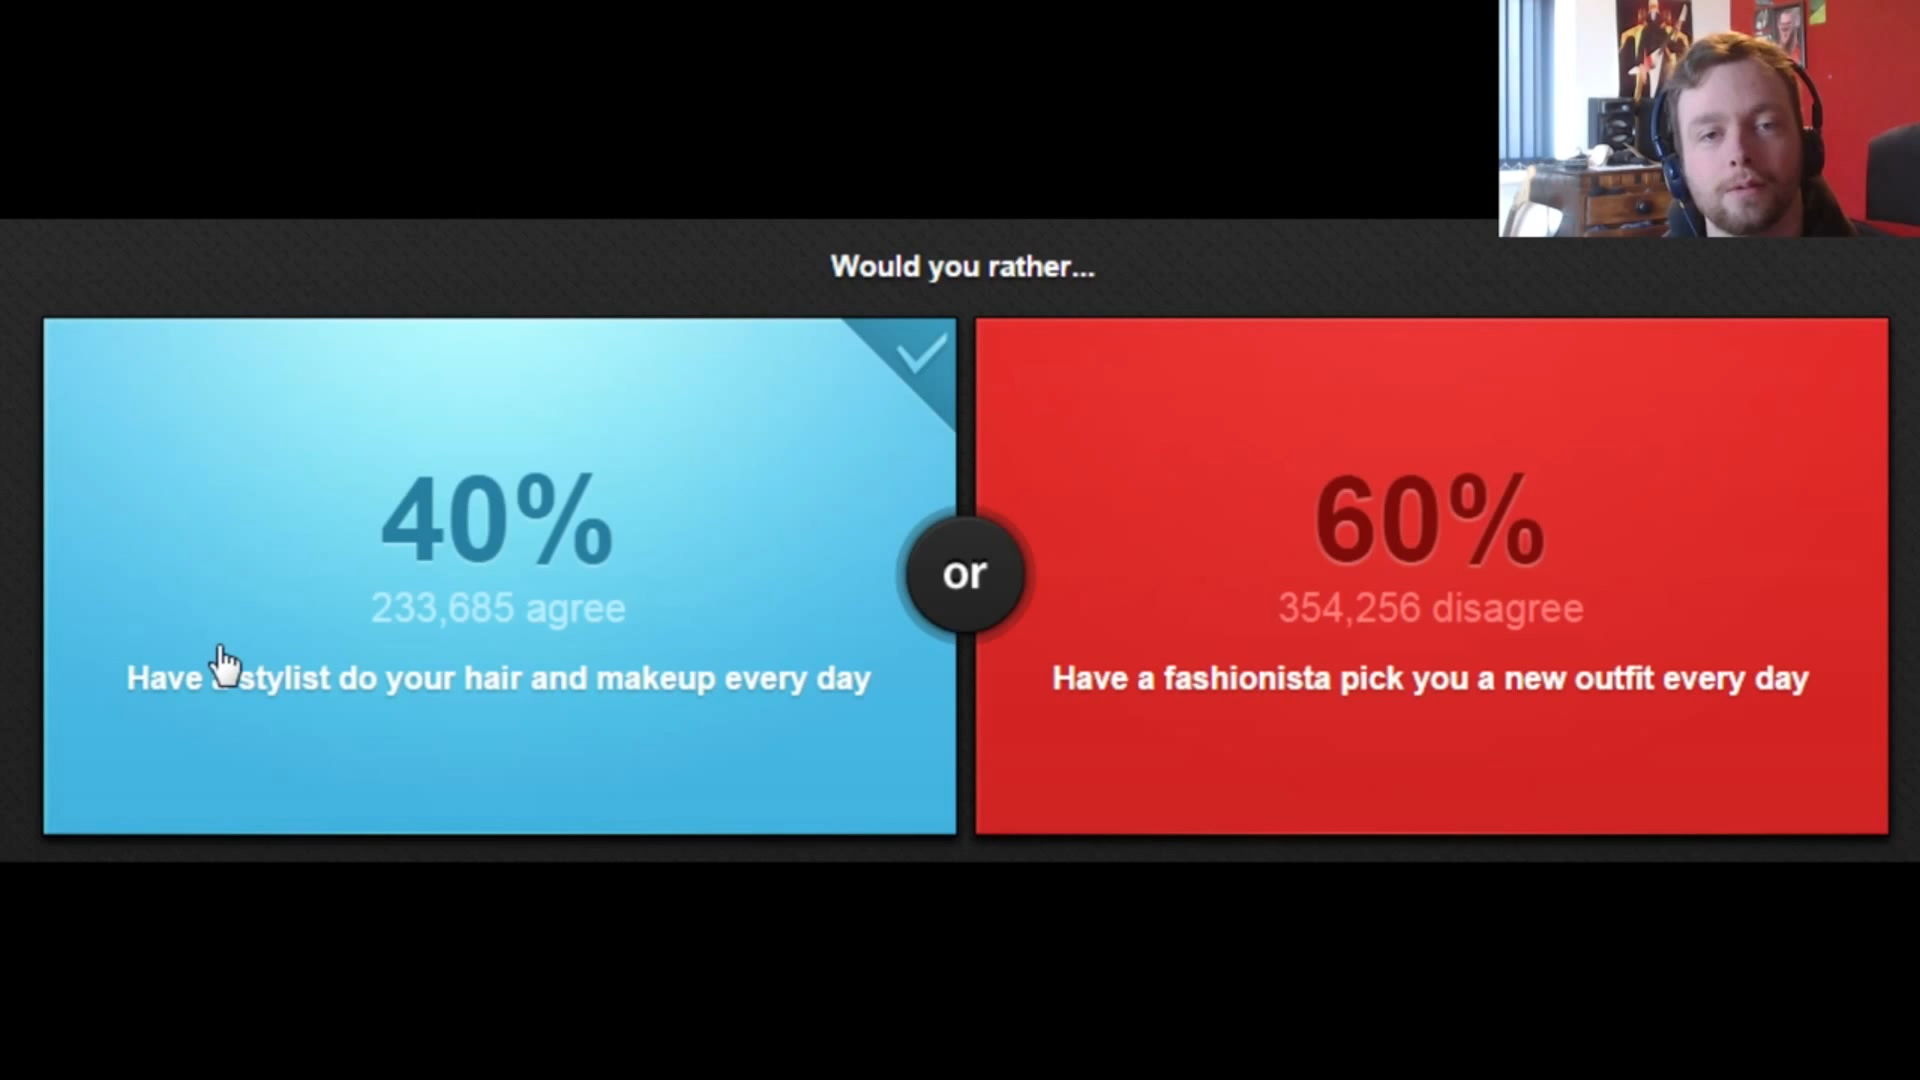 Would you rather...
40%
233,685 agree
Have stylist do your hair and makeup every day
or
60%
354,256 disagree
Have a fashionista pick you a new outfit every day